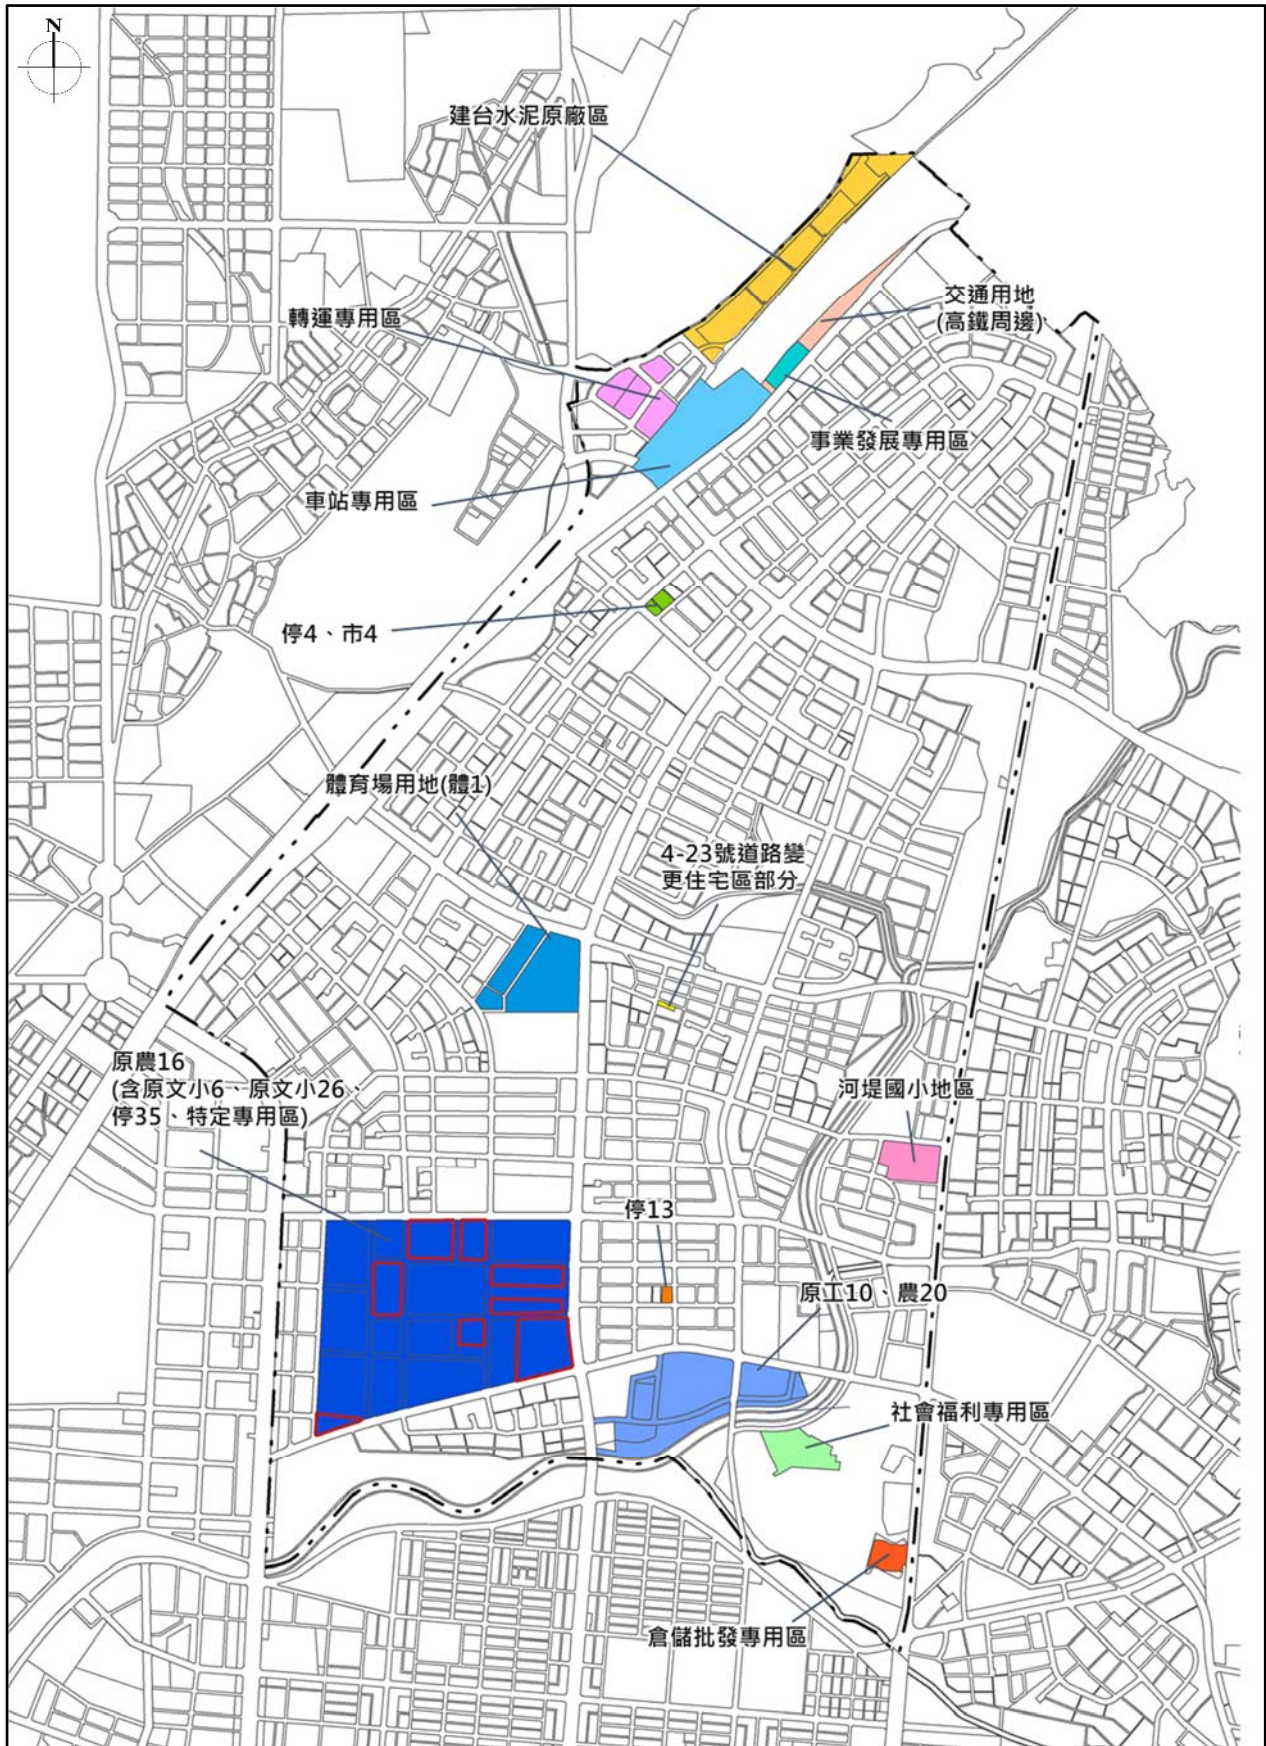 N
建台水泥原廠區
交通用地
(高鐵周邊)
轉運專用區
事業發展專用區
車站專用區
停4、市4
體育場用地(體1)
4-23號道路變
更住宅區部分
原農16
(含原文小6、原文小26、
停35、特定專用區)
河堤國小地區
停13
原工10、農20
社會福利專用區
倉儲批發專用區